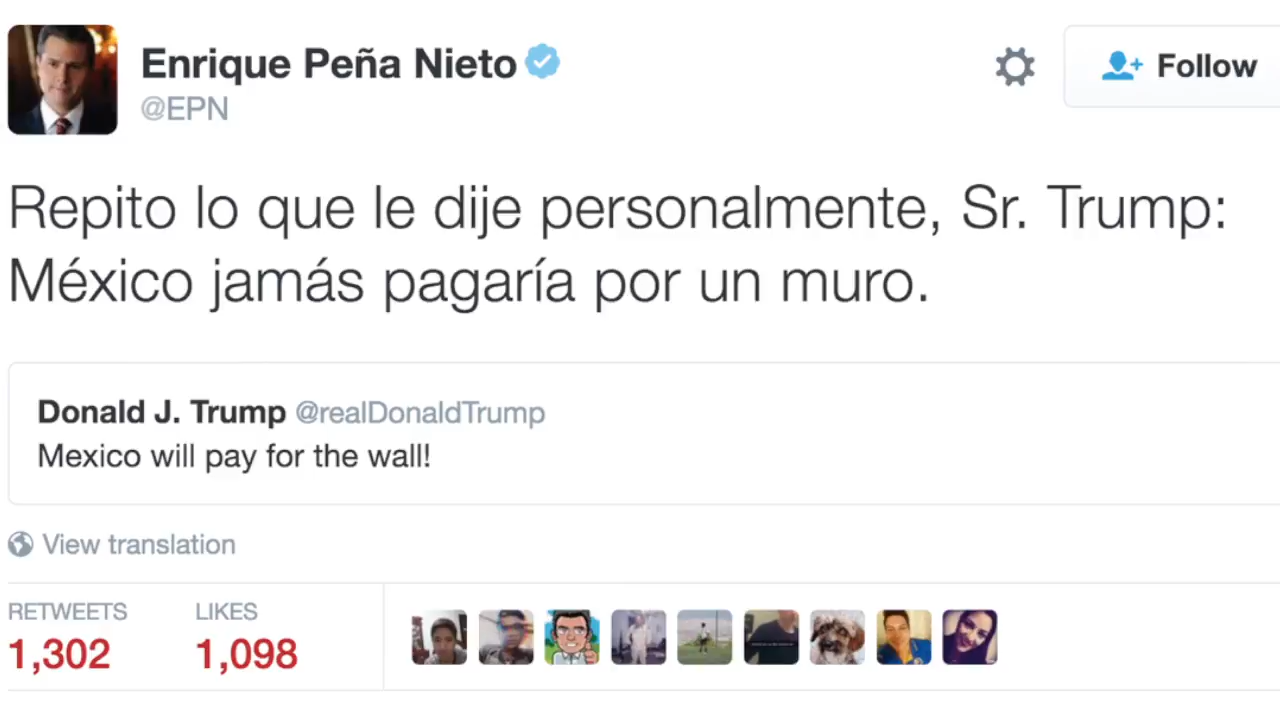 Enrique Peña Nieto
@EPN
Follow
Repito lo que le dije personalmente, Sr. Trump:
México jamás pagaría por un muro.
Donald J. Trump @realDonaldTrump
Mexico will pay for the wall!
View translation
RETWEETS LIKES
1,302 1,098